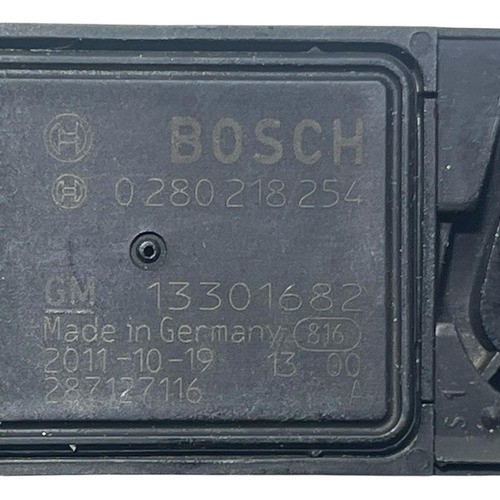 BOSCH
0 280 218 254
GM 13301682
Made in Germany 816
2011-10-19 13 00
287127116 A